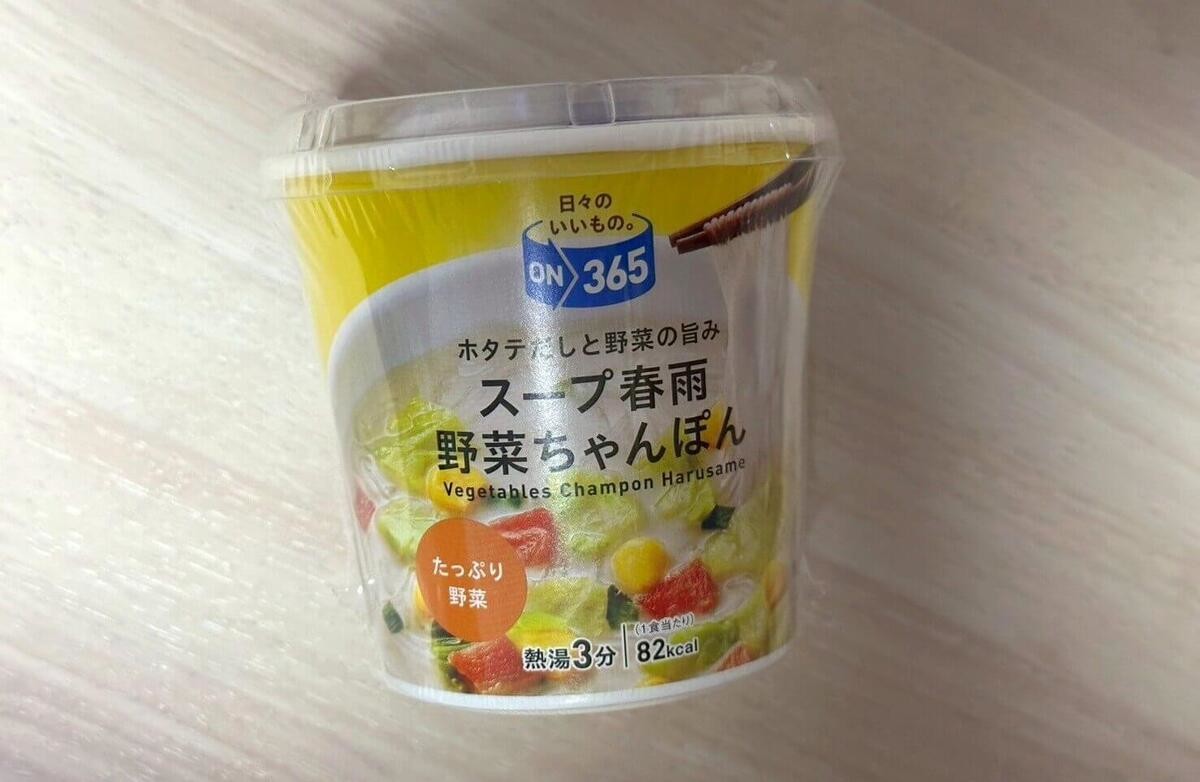 日々の
いいもの。
ON 365
ホタテだしと野菜の旨み
スープ春雨
野菜ちゃんぽん
Vegetables Champon Harusame
たっぷり
野菜
熱湯3分
(1食当たり)
82kcal